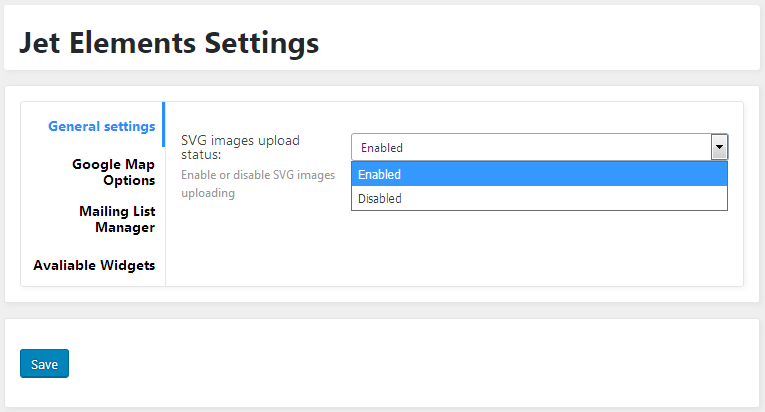 Jet Elements Settings
General settings
Google Map
Options
Mailing List
Manager
Avaliable Widgets
SVG images upload
status:
Enable or disable SVG images
uploading
Enabled
Enabled
Disabled
Save